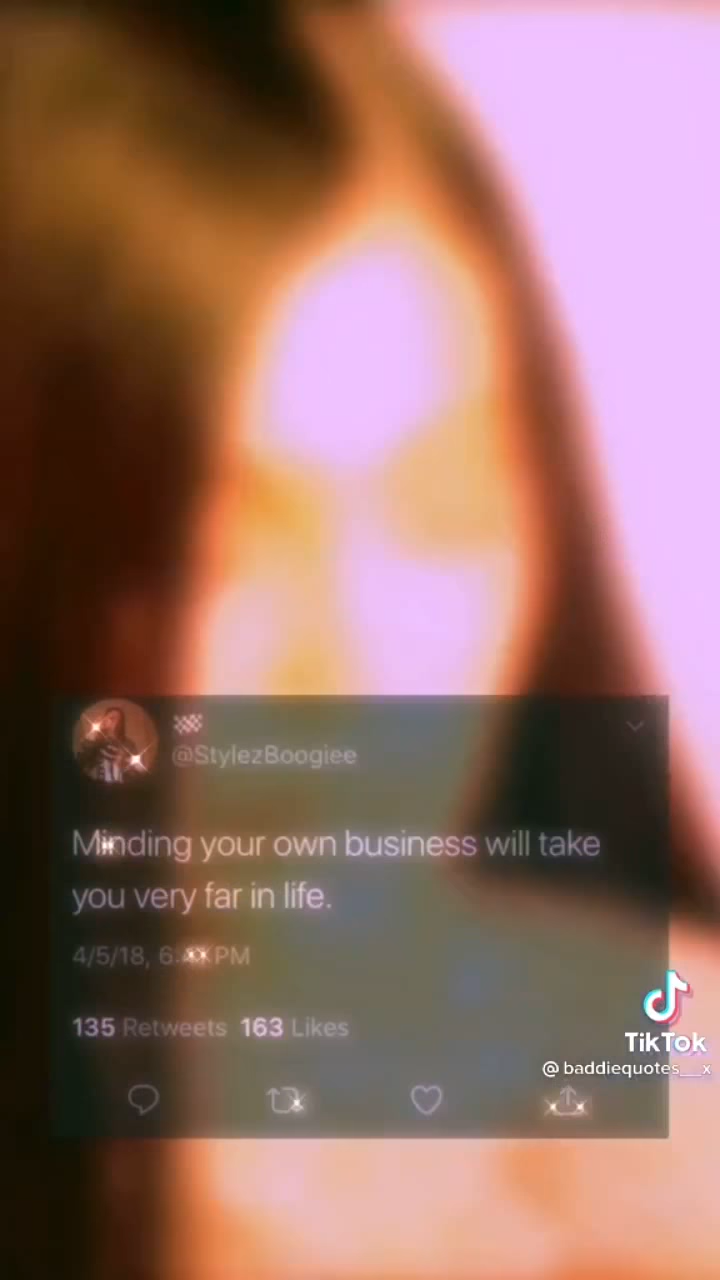 @StylezBoogiee
Minding your own business will take
you very far in life.
4/5/18, PM
135 Retweets 163 Likes
TikTok
@baddiequotes__x